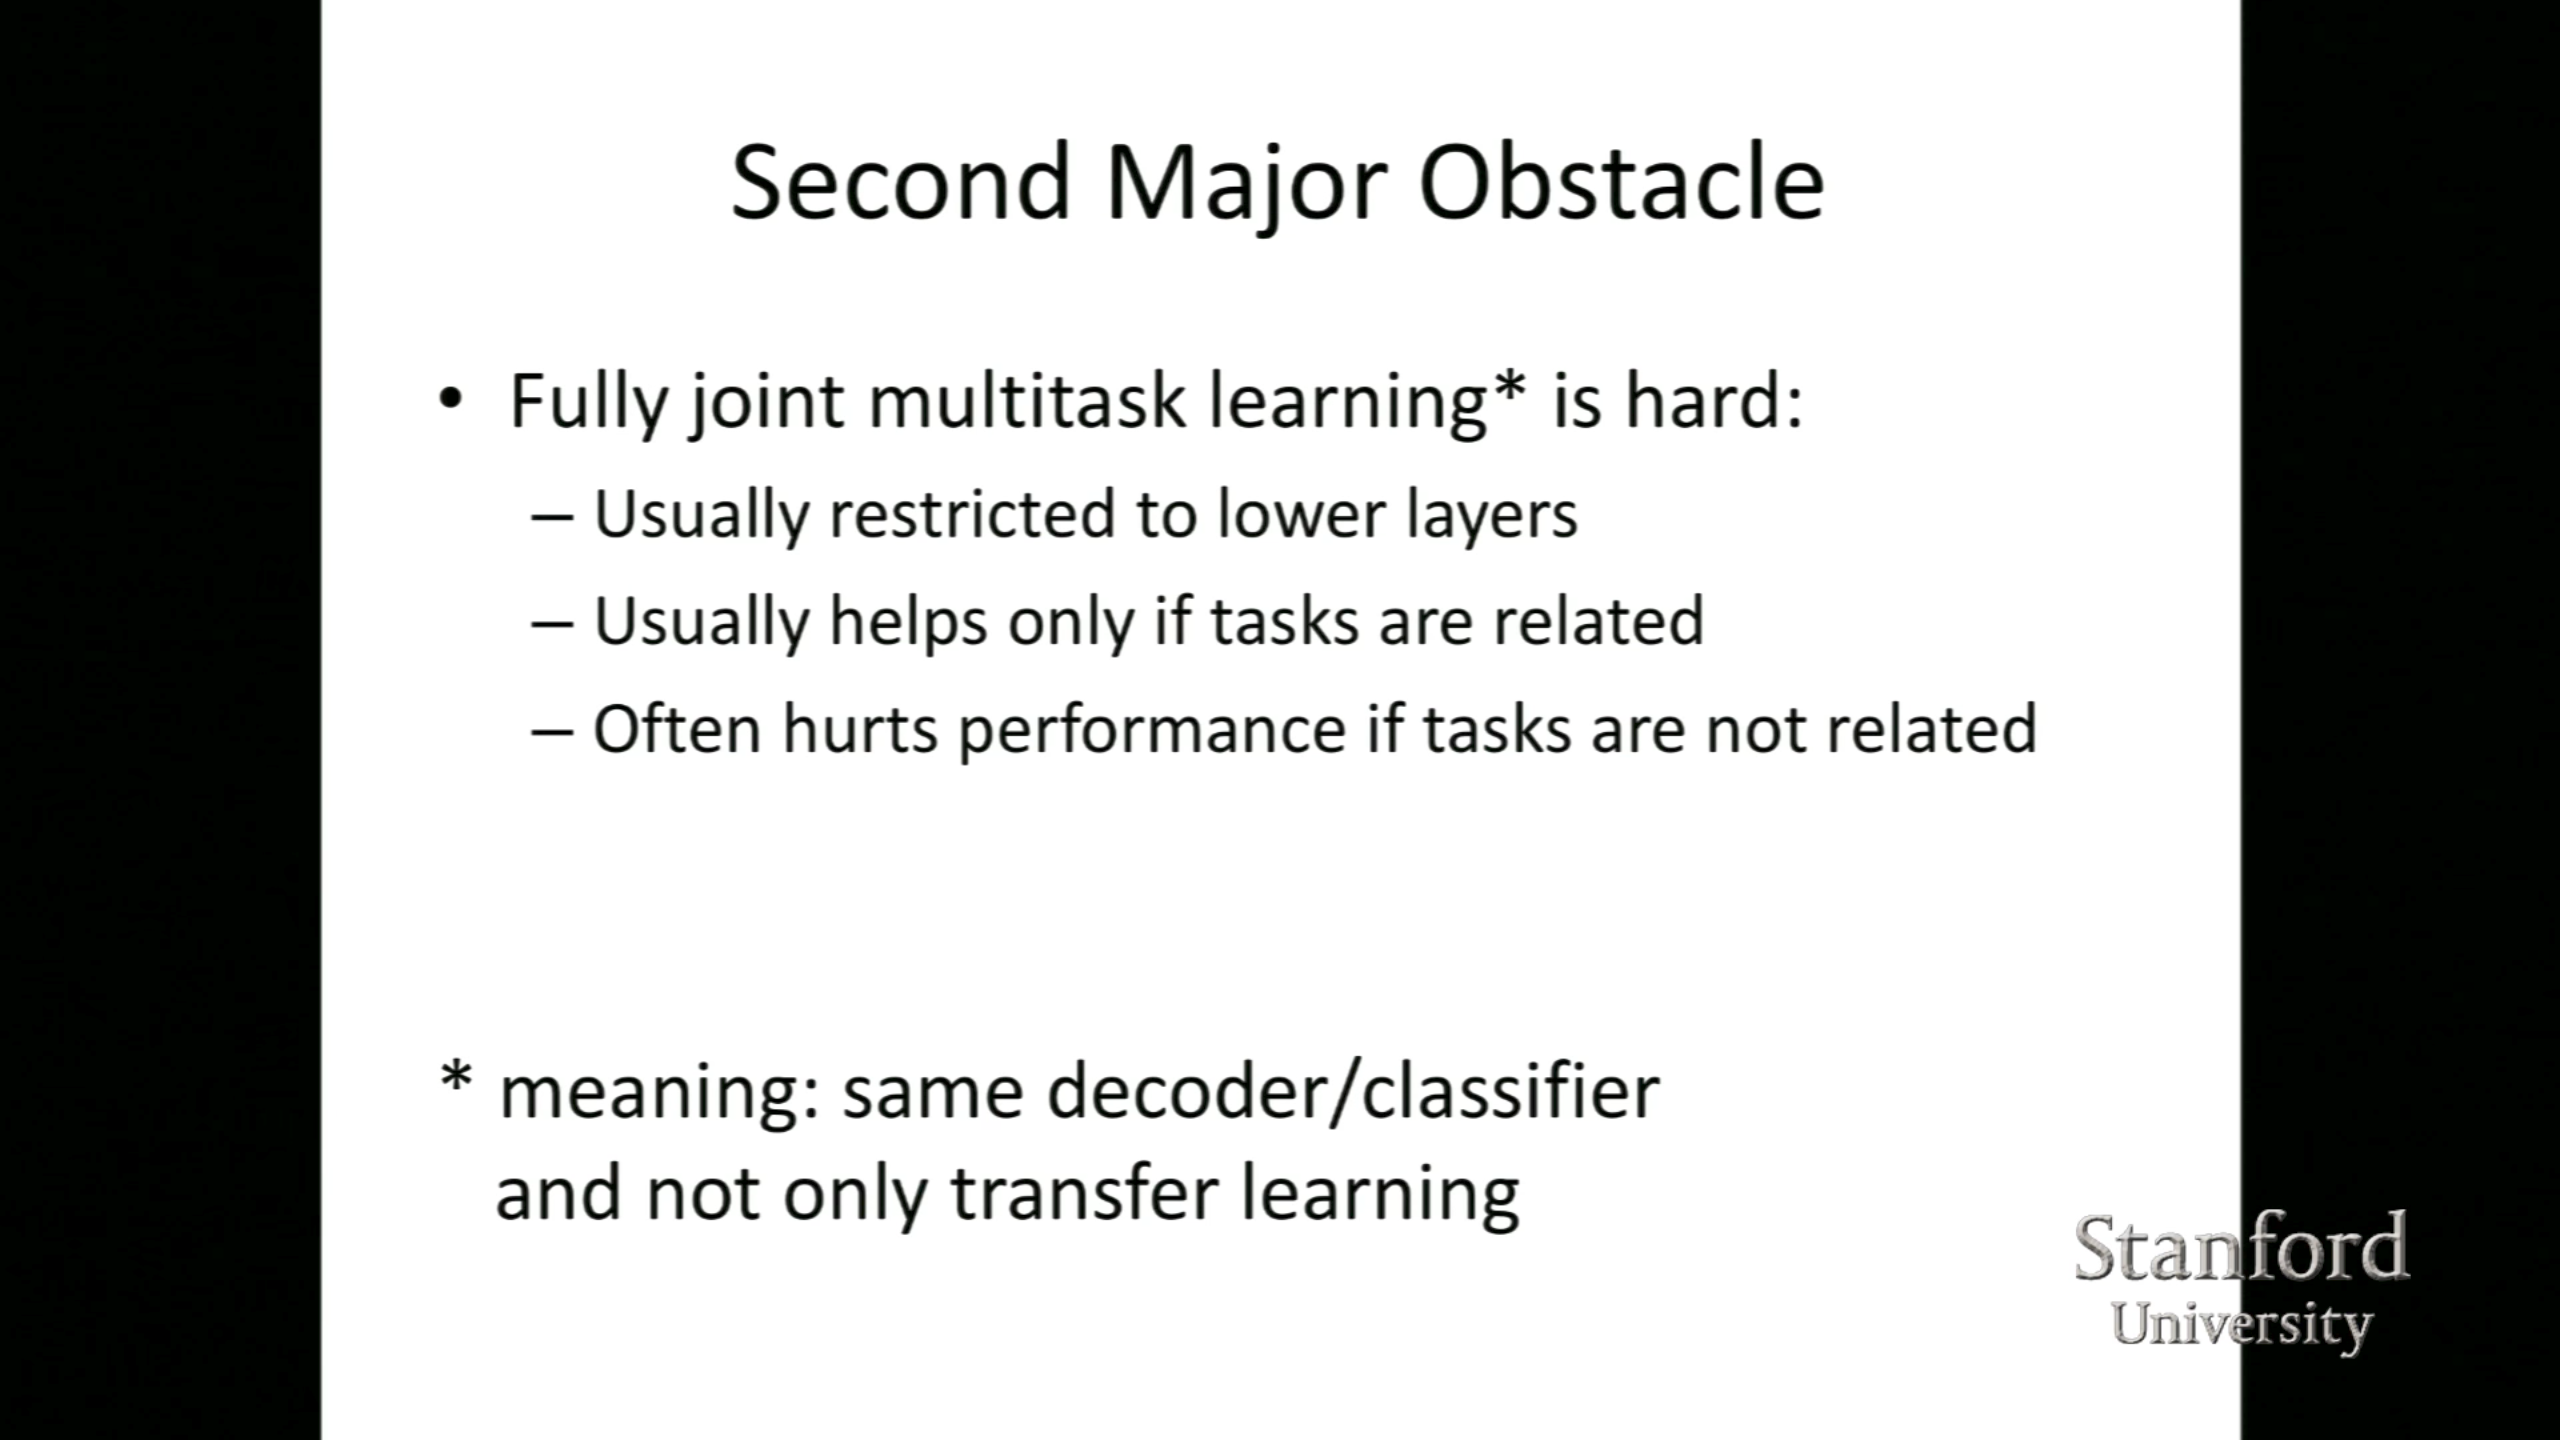 Second Major Obstacle
• Fully joint multitask learning* is hard:
– Usually restricted to lower layers
– Usually helps only if tasks are related
– Often hurts performance if tasks are not related
* meaning: same decoder/classifier
and not only transfer learning
Stanford
University